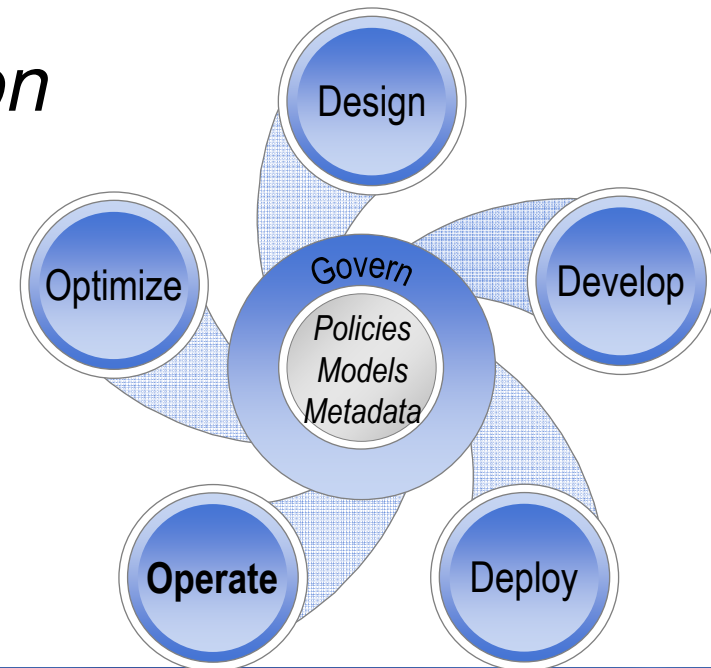 on
Design
Develop
Optimize
Govern
Policies
Models
Metadata
Operate
Deploy